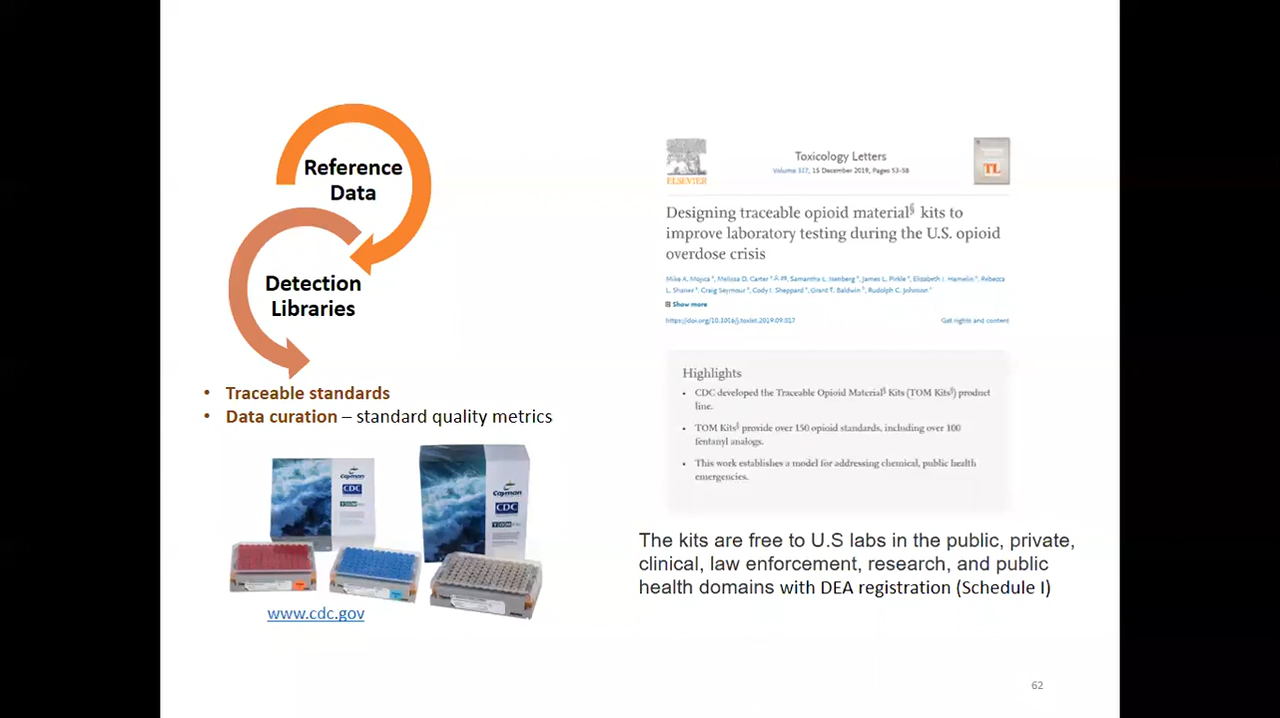 Reference
Data
Detection
Libraries
• Traceable standards
• Data curation – standard quality metrics
Cayman
CDC
Cayman
CDC
www.cdc.gov
ELSEVIER
Toxicology Letters
Volume 317, 15 December 2019, Pages 53-58
TL
Designing traceable opioid material§ kits to
improve laboratory testing during the U.S. opioid
overdose crisis
Mike A. Mojica ª, Melissa D. Carter ª, Samantha L. Isenberg ª, James L. Pirkle ª, Elizabeth I. Hamelin ª, Rebecca
L. Shaner ª, Craig Seymour ª, Cody I. Sheppard ª, Grant T. Baldwin ᵇ, Rudolph C. Johnson ª
Show more
https://doi.org/10.1016/j.toxlet.2019.09.017
Get rights and content
Highlights
• CDC developed the Traceable Opioid Material§ Kits (TOM Kits§) product
line.
• TOM Kits§ provide over 150 opioid standards, including over 100
fentanyl analogs.
• This work establishes a model for addressing chemical, public health
emergencies.
The kits are free to U.S labs in the public, private,
clinical, law enforcement, research, and public
health domains with DEA registration (Schedule I)
62